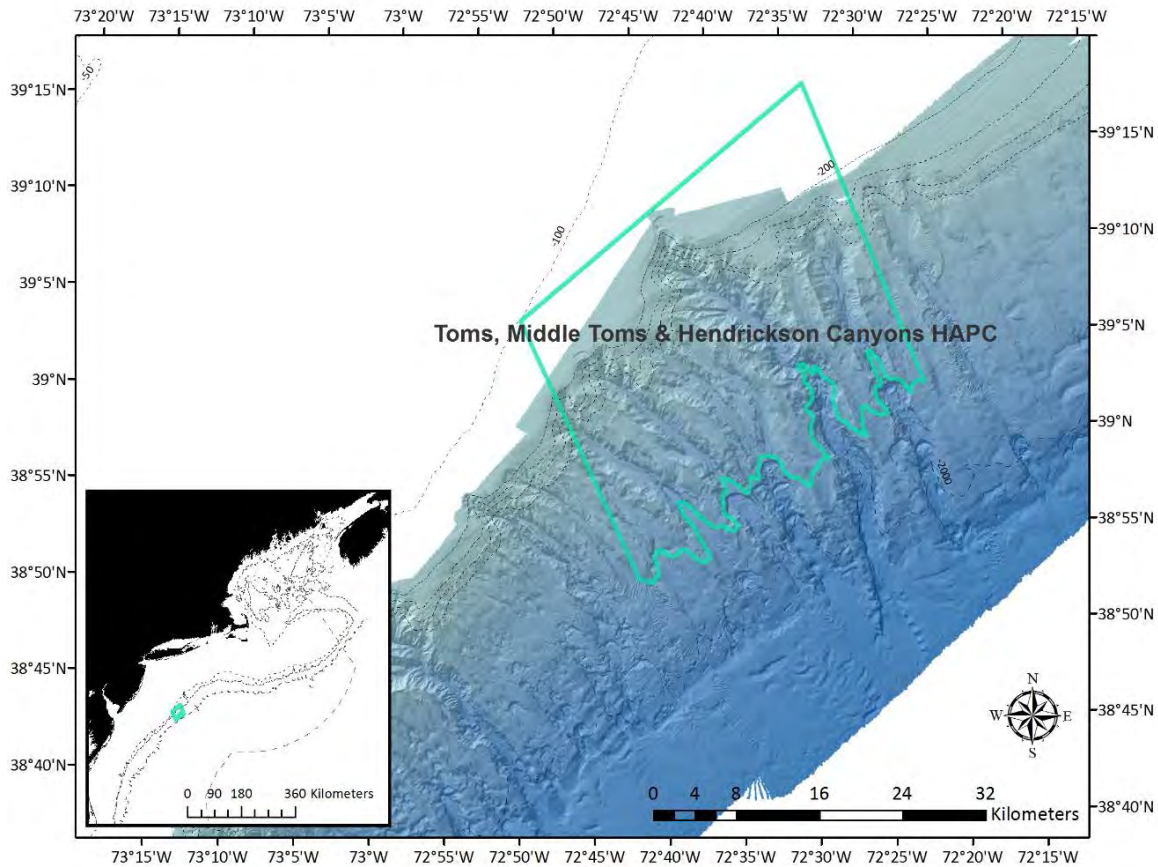 73°20'W 73°15'W 73°10'W 73°5'W 73°W 72°55'W 72°50'W 72°45'W 72°40'W 72°35'W 72°30'W 72°25'W 72°20'W 72°15'W
-50
39°15'N
39°15'N
-200
39°10'N
39°10'N
-100
39°5'N
39°5'N
Toms, Middle Toms & Hendrickson Canyons HAPC
39°N
39°N
38°55'N
-2000
38°55'N
38°50'N
38°50'N
38°45'N
N
W E
S
38°45'N
38°40'N
0 90 180 360 Kilometers
0 2 4 8 16 24 32
Kilometers
38°40'N
73°15'W 73°10'W 73°5'W 73°W 72°55'W 72°50'W 72°45'W 72°40'W 72°35'W 72°30'W 72°25'W 72°20'W 72°15'W